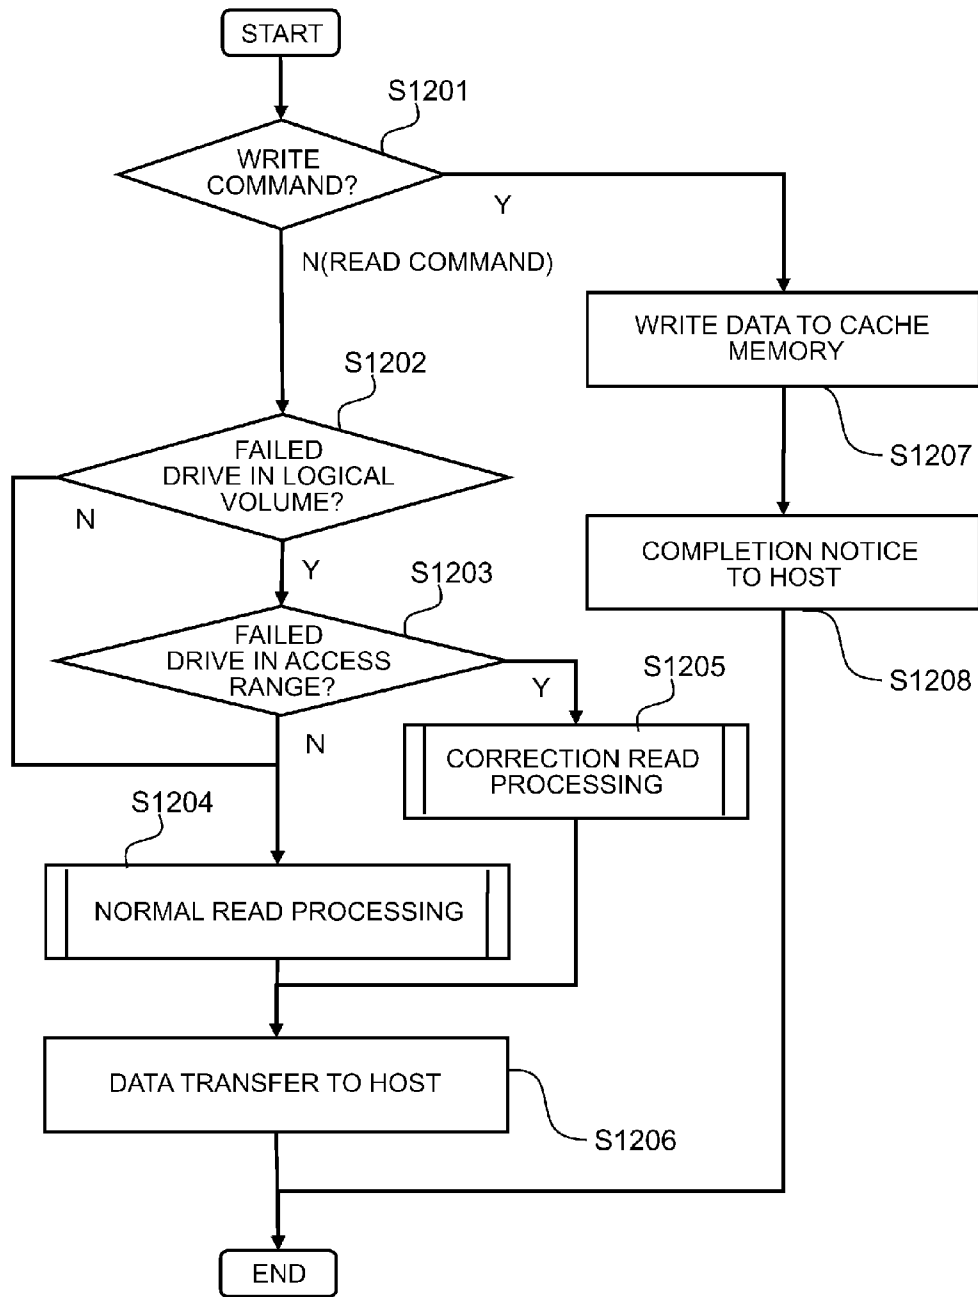 START
S1201
WRITE
COMMAND?
Y
N(READ COMMAND)
WRITE DATA TO CACHE
MEMORY
S1202
S1207
FAILED
DRIVE IN LOGICAL
VOLUME?
N
Y
COMPLETION NOTICE
TO HOST
S1203
FAILED
DRIVE IN ACCESS
RANGE?
Y
N
S1205
S1208
CORRECTION READ
PROCESSING
S1204
NORMAL READ PROCESSING
DATA TRANSFER TO HOST
S1206
END